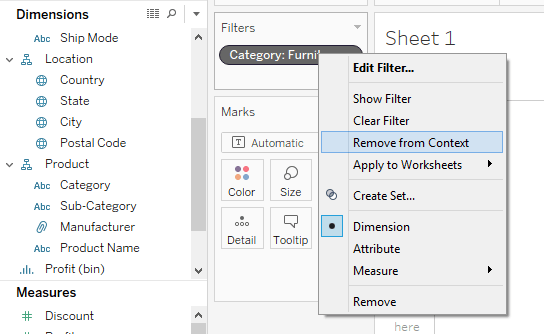 Dimensions
Abc Ship Mode
Location
Country
State
City
Postal Code
Product
Abc Category
Abc Sub-Category
Manufacturer
Abc Product Name
Profit (bin)
Measures
# Discount
Filters
Category:
Marks
T Automatic
Color
Size
Detail
Tooltip
Sheet 1
Edit Filter...
Show Filter
Clear Filter
Remove from Context
Apply to Worksheets
Create Set...
Dimension
Attribute
Measure
Remove
here